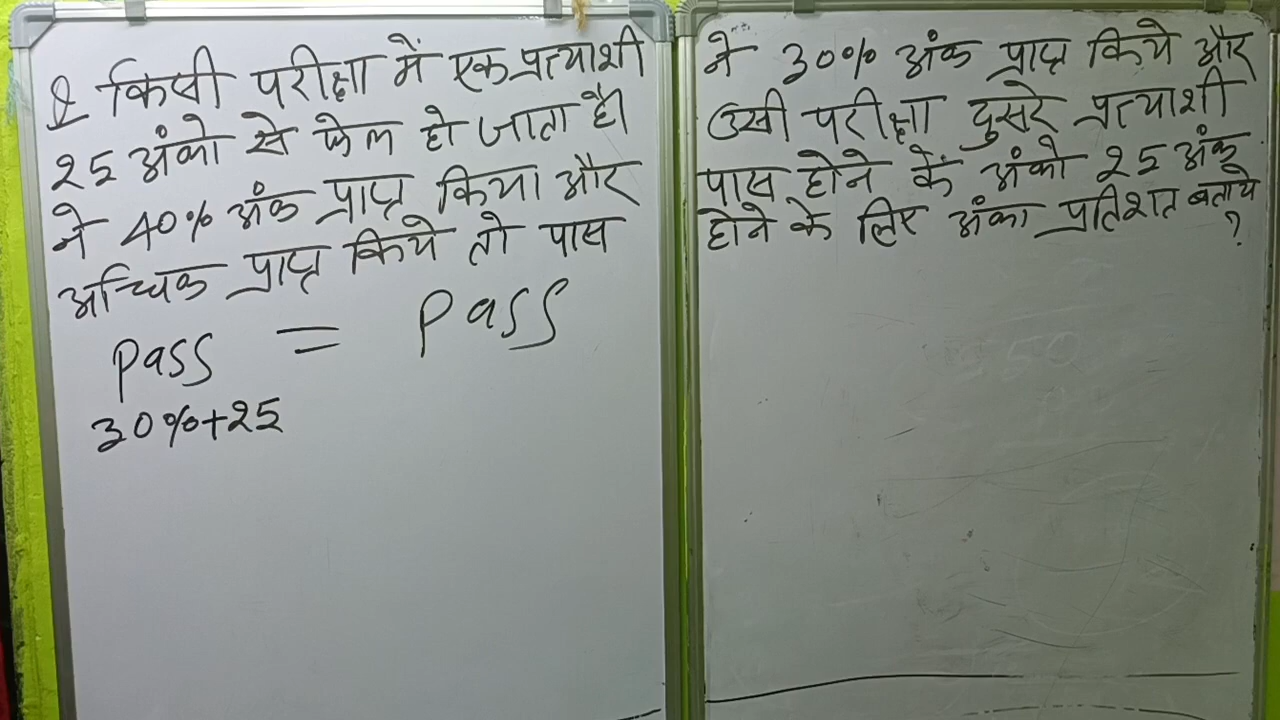 Q किसी परीक्षा में एक प्रत्याशी ने 30% अंक प्राप्त किये और
25 अंको से फेल हो जाता है। उसी परीक्षा दुसरे प्रत्याशी
ने 40% अंक प्राप्त किया और पास होने कें अंको 25 अंक
अधिक प्राप्त किये तो पास होने के लिए अंका प्रतिशत बताये ?
Pass = Pass
30%+25